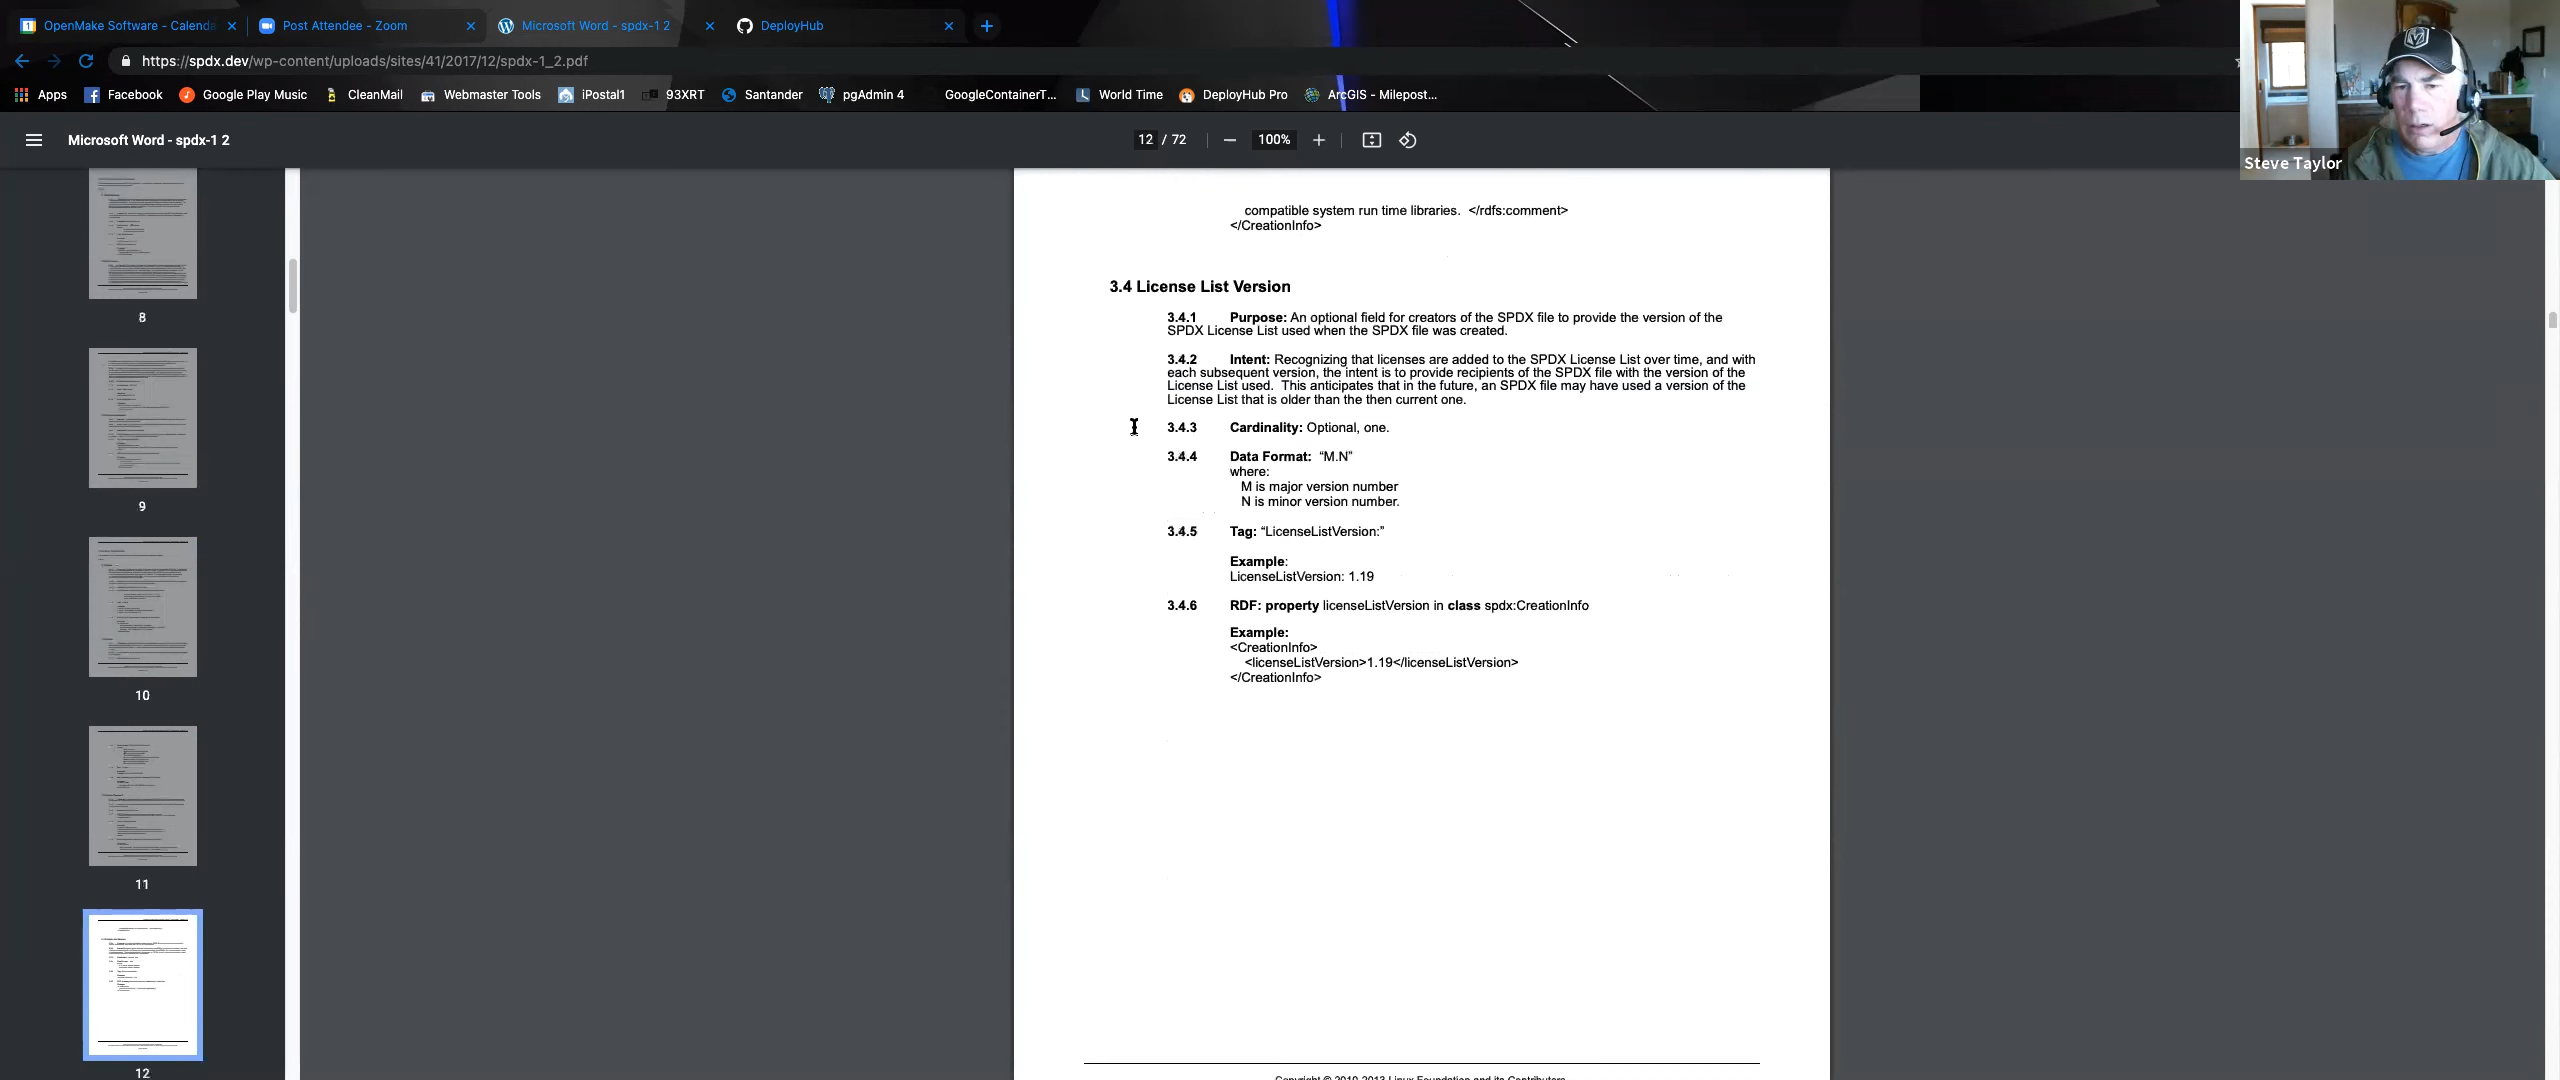 OpenMake Software - Calenda
Post Attendee - Zoom
Microsoft Word - spdx-1 2
DeployHub
https://spdx.dev/wp-content/uploads/sites/41/2017/12/spdx-1_2.pdf
Apps
Facebook
Google Play Music
CleanMail
Webmaster Tools
iPostal1
93XRT
Santander
pgAdmin 4
GoogleContainerT...
World Time
DeployHub Pro
ArcGIS - Milepost...
Steve Taylor
Microsoft Word - spdx-1 2
12 / 72
100%
8
9
10
11
12
compatible system run time libraries. </rdfs:comment>
</CreationInfo>
3.4 License List Version
3.4.1 Purpose: An optional field for creators of the SPDX file to provide the version of the
SPDX License List used when the SPDX file was created.
3.4.2 Intent: Recognizing that licenses are added to the SPDX License List over time, and with
each subsequent version, the intent is to provide recipients of the SPDX file with the version of the
License List used. This anticipates that in the future, an SPDX file may have used a version of the
License List that is older than the then current one.
3.4.3 Cardinality: Optional, one.
3.4.4 Data Format: “M.N”
where:
M is major version number
N is minor version number.
3.4.5 Tag: “LicenseListVersion:”
Example:
LicenseListVersion: 1.19
3.4.6 RDF: property licenseListVersion in class spdx:CreationInfo
Example:
<CreationInfo>
<licenseListVersion>1.19</licenseListVersion>
</CreationInfo>
Copyright © 2010-2013 Linux Foundation and its Contributors